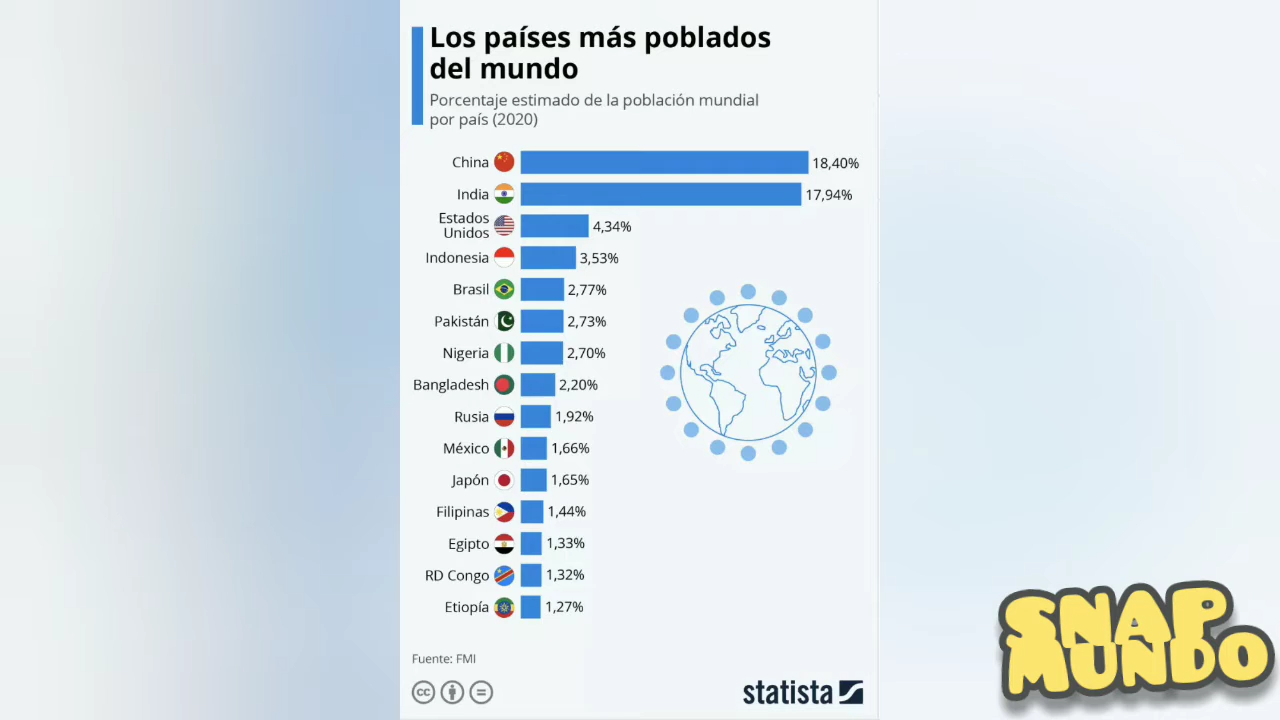 Los países más poblados
del mundo
Porcentaje estimado de la población mundial
por país (2020)
China 18,40%
India 17,94%
Estados
Unidos 4,34%
Indonesia 3,53%
Brasil 2,77%
Pakistán 2,73%
Nigeria 2,70%
Bangladesh 2,20%
Rusia 1,92%
México 1,66%
Japón 1,65%
Filipinas 1,44%
Egipto 1,33%
RD Congo 1,32%
Etiopía 1,27%
Fuente: FMI
cc
statista
SNAP
MUNDO